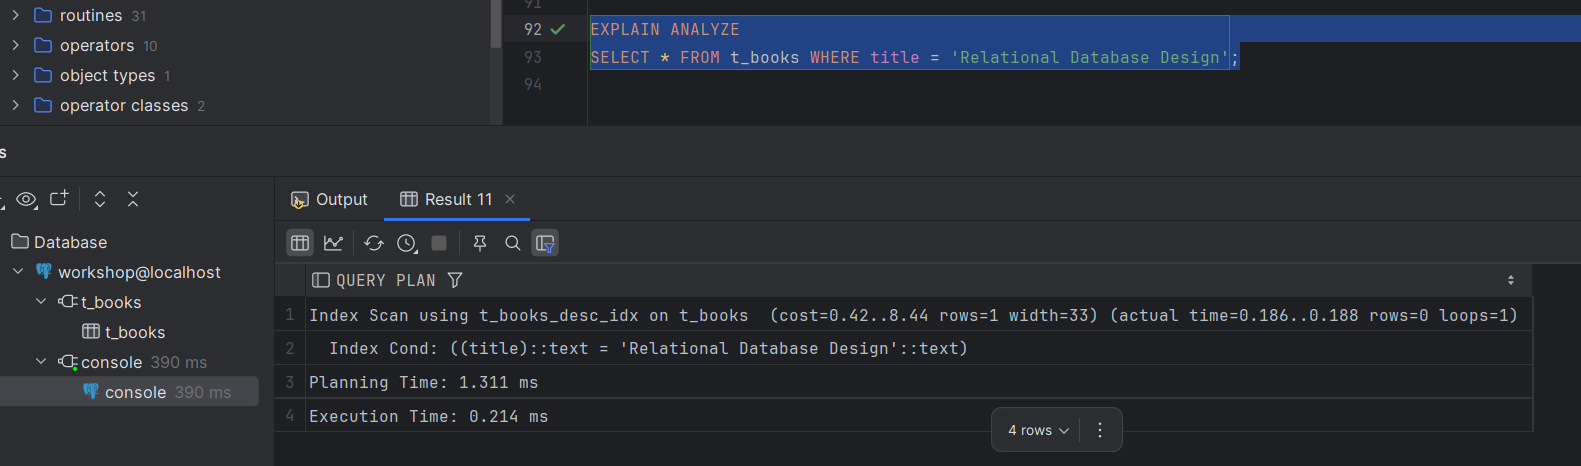 routines 31
operators 10
object types 1
operator classes 2
91
92 EXPLAIN ANALYZE
93 SELECT * FROM t_books WHERE title = 'Relational Database Design';
94
s
Output Result 11
Database
workshop@localhost
t_books
t_books
console 390 ms
console 390 ms
QUERY PLAN
1 Index Scan using t_books_desc_idx on t_books  (cost=0.42..8.44 rows=1 width=33) (actual time=0.186..0.188 rows=0 loops=1)
2   Index Cond: ((title)::text = 'Relational Database Design'::text)
3 Planning Time: 1.311 ms
4 Execution Time: 0.214 ms
4 rows